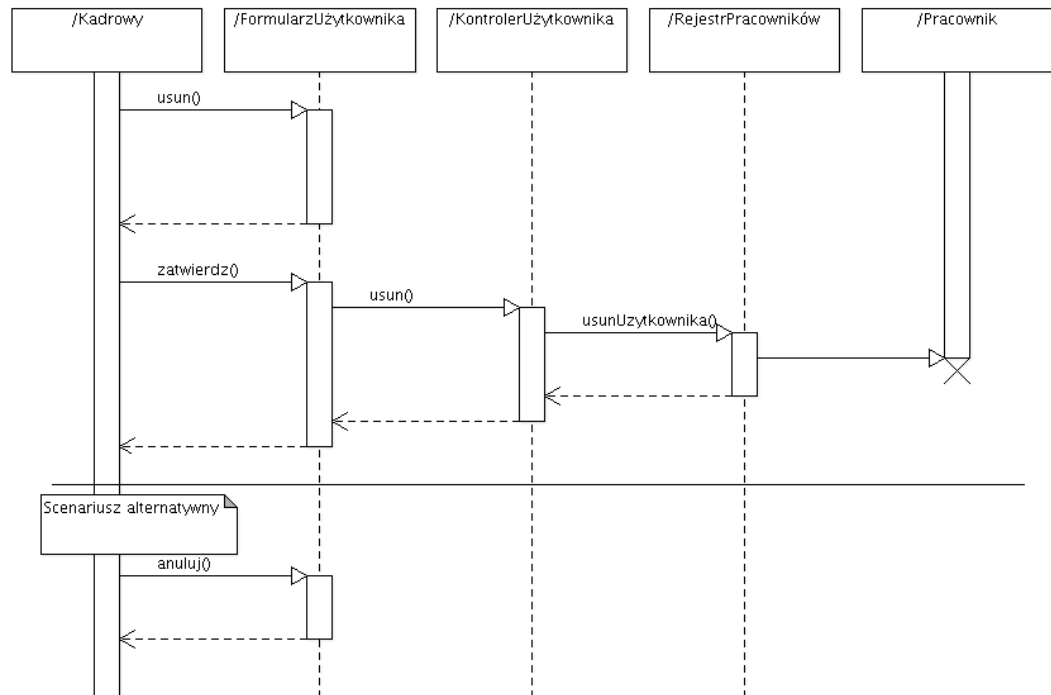 /Kadrowy
/FormularzUżytkownika
/KontrolerUżytkownika
/RejestrPracowników
/Pracownik
usun()
zatwierdz()
usun()
usunUzytkownika()
Scenariusz alternatywny
anuluj()